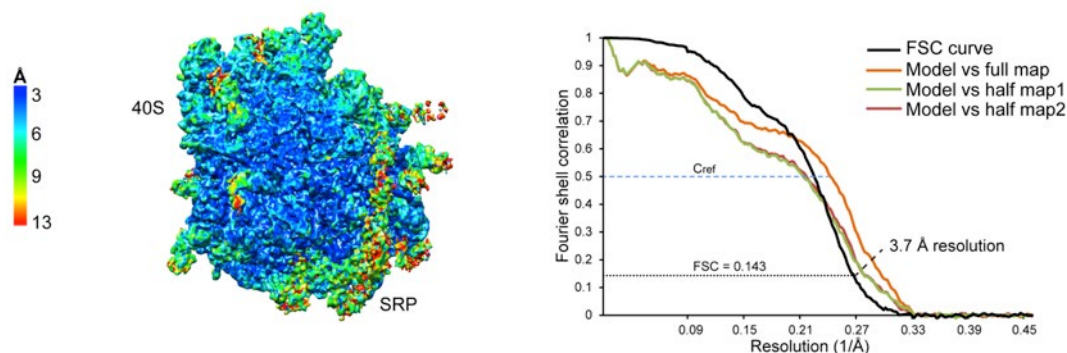 Å
3
6
9
13
40S
SRP
Fourier shell correlation
1
0.9
0.8
0.7
0.6
0.5
0.4
0.3
0.2
0.1
0
Cref
FSC = 0.143
3.7 Å resolution
FSC curve
Model vs full map
Model vs half map1
Model vs half map2
0.09 0.15 0.21 0.27 0.33 0.39 0.45
Resolution (1/Å)